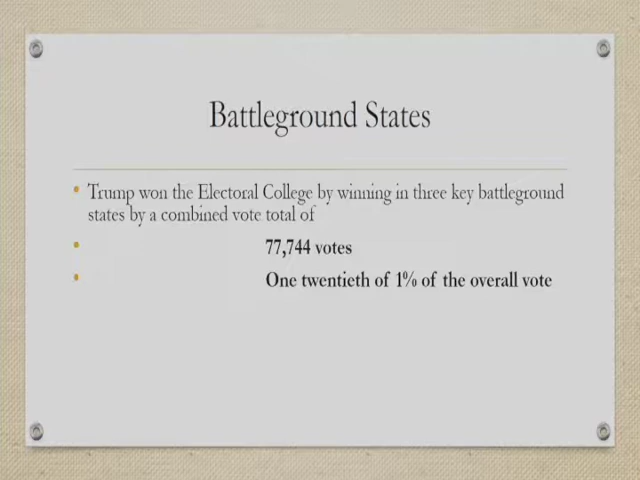 Battleground States
• Trump won the Electoral College by winning in three key battleground
states by a combined vote total of
• 77,744 votes
• One twentieth of 1% of the overall vote